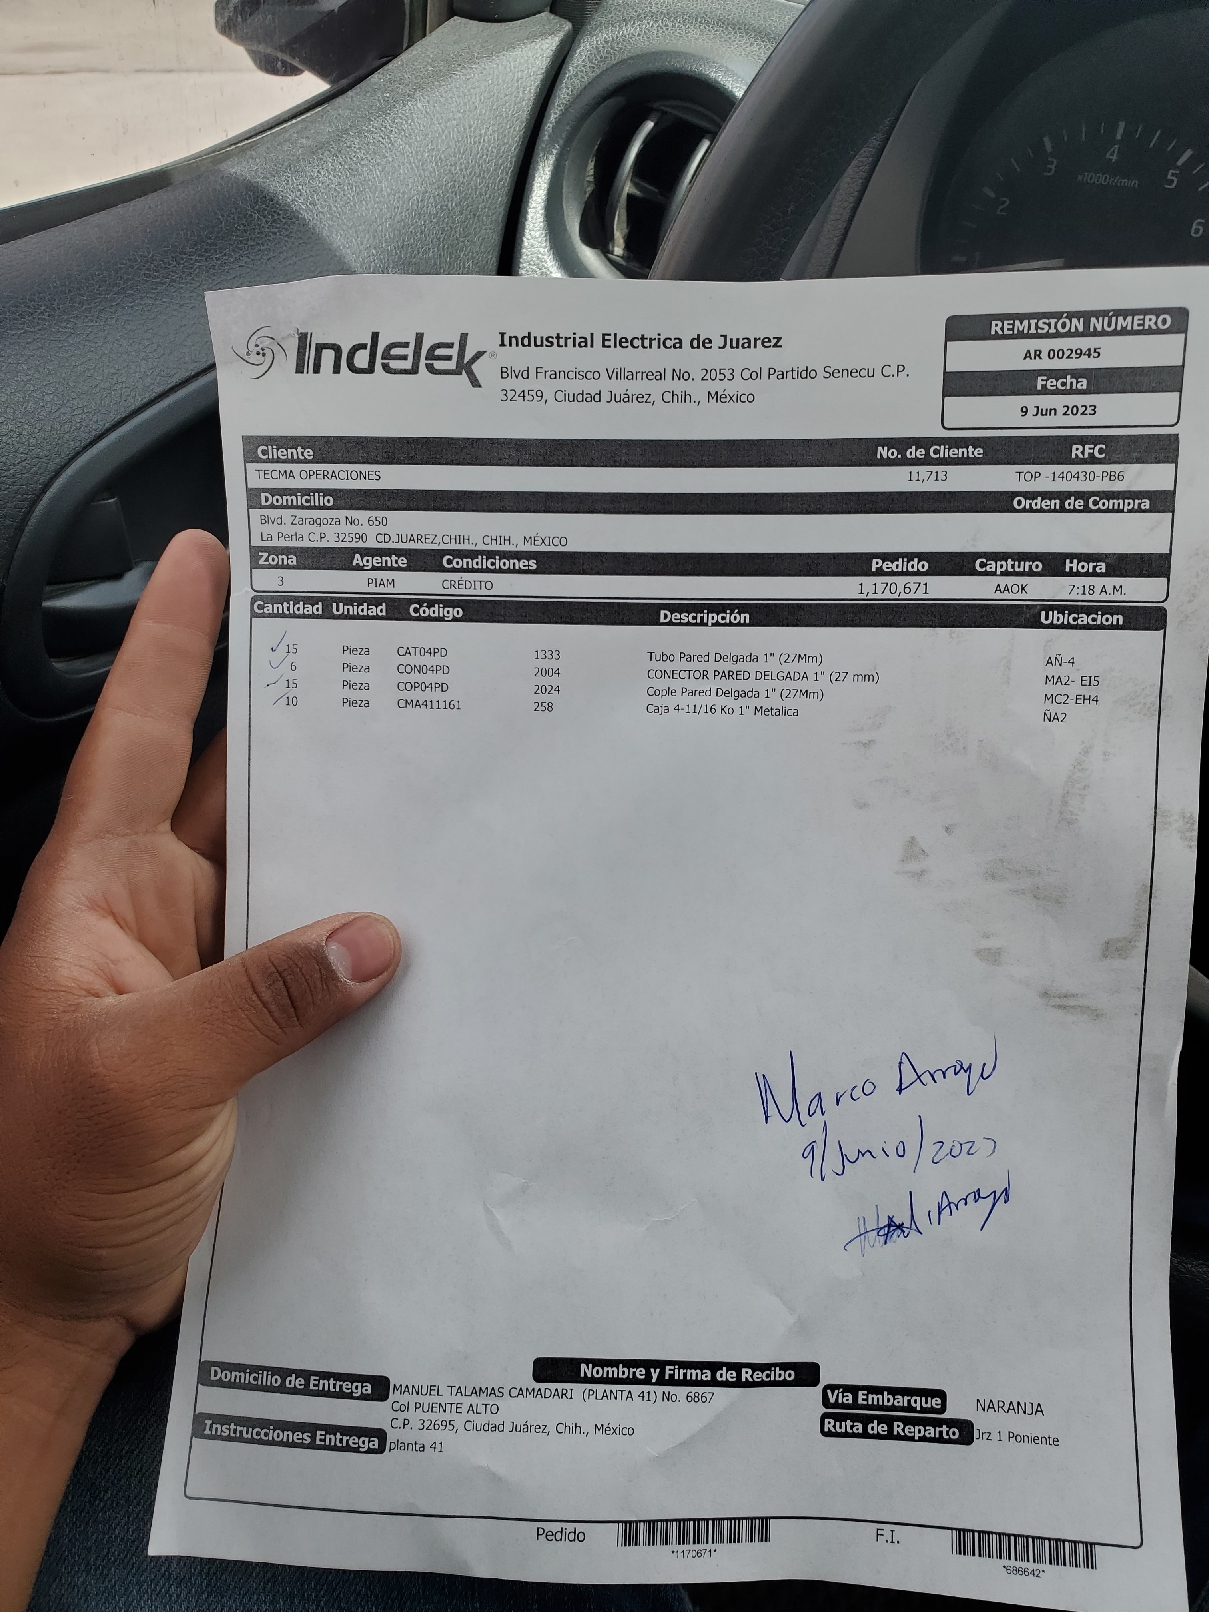 2 3 4 5 6
x1000r/min
Indelek®
Industrial Electrica de Juarez
Blvd Francisco Villarreal No. 2053 Col Partido Senecu C.P.
32459, Ciudad Juárez, Chih., México
REMISIÓN NÚMERO
AR 002945
Fecha
9 Jun 2023
Cliente No. de Cliente RFC
TECMA OPERACIONES 11,713 TOP -140430-PB6
Domicilio Orden de Compra
Blvd. Zaragoza No. 650
La Perla C.P. 32590 CD.JUAREZ,CHIH., CHIH., MÉXICO
Zona Agente Condiciones Pedido Capturo Hora
3 PIAM CRÉDITO 1,170,671 AAOK 7:18 A.M.
Cantidad Unidad Código Descripción Ubicacion
15 Pieza CAT04PD 1333 Tubo Pared Delgada 1" (27Mm) AÑ-4
6 Pieza CON04PD 2004 CONECTOR PARED DELGADA 1" (27 mm) MA2- EI5
15 Pieza COP04PD 2024 Cople Pared Delgada 1" (27Mm) MC2-EH4
10 Pieza CMA411161 258 Caja 4-11/16 Ko 1" Metalica ÑA2
Marco Arroyo
9/Junio/2023
Arroyo
Nombre y Firma de Recibo
Domicilio de Entrega MANUEL TALAMAS CAMADARI (PLANTA 41) No. 6867
Col PUENTE ALTO
C.P. 32695, Ciudad Juárez, Chih., México
Vía Embarque NARANJA
Ruta de Reparto Jrz 1 Poniente
Instrucciones Entrega planta 41
Pedido *1170671* F.I. *686642*